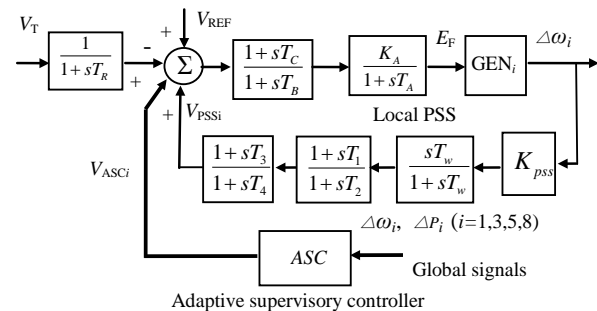 V_T
V_REF
1 / 1 + sT_R
-
+
+
+
Σ
1 + sT_C / 1 + sT_B
K_A / 1 + sT_A
E_F
GEN_i
△ω_i
Local PSS
V_PSSi
1 + sT_3 / 1 + sT_4
1 + sT_1 / 1 + sT_2
sT_w / 1 + sT_w
K_pss
V_ASCi
△ω_i, △P_i (i=1,3,5,8)
ASC
Global signals
Adaptive supervisory controller